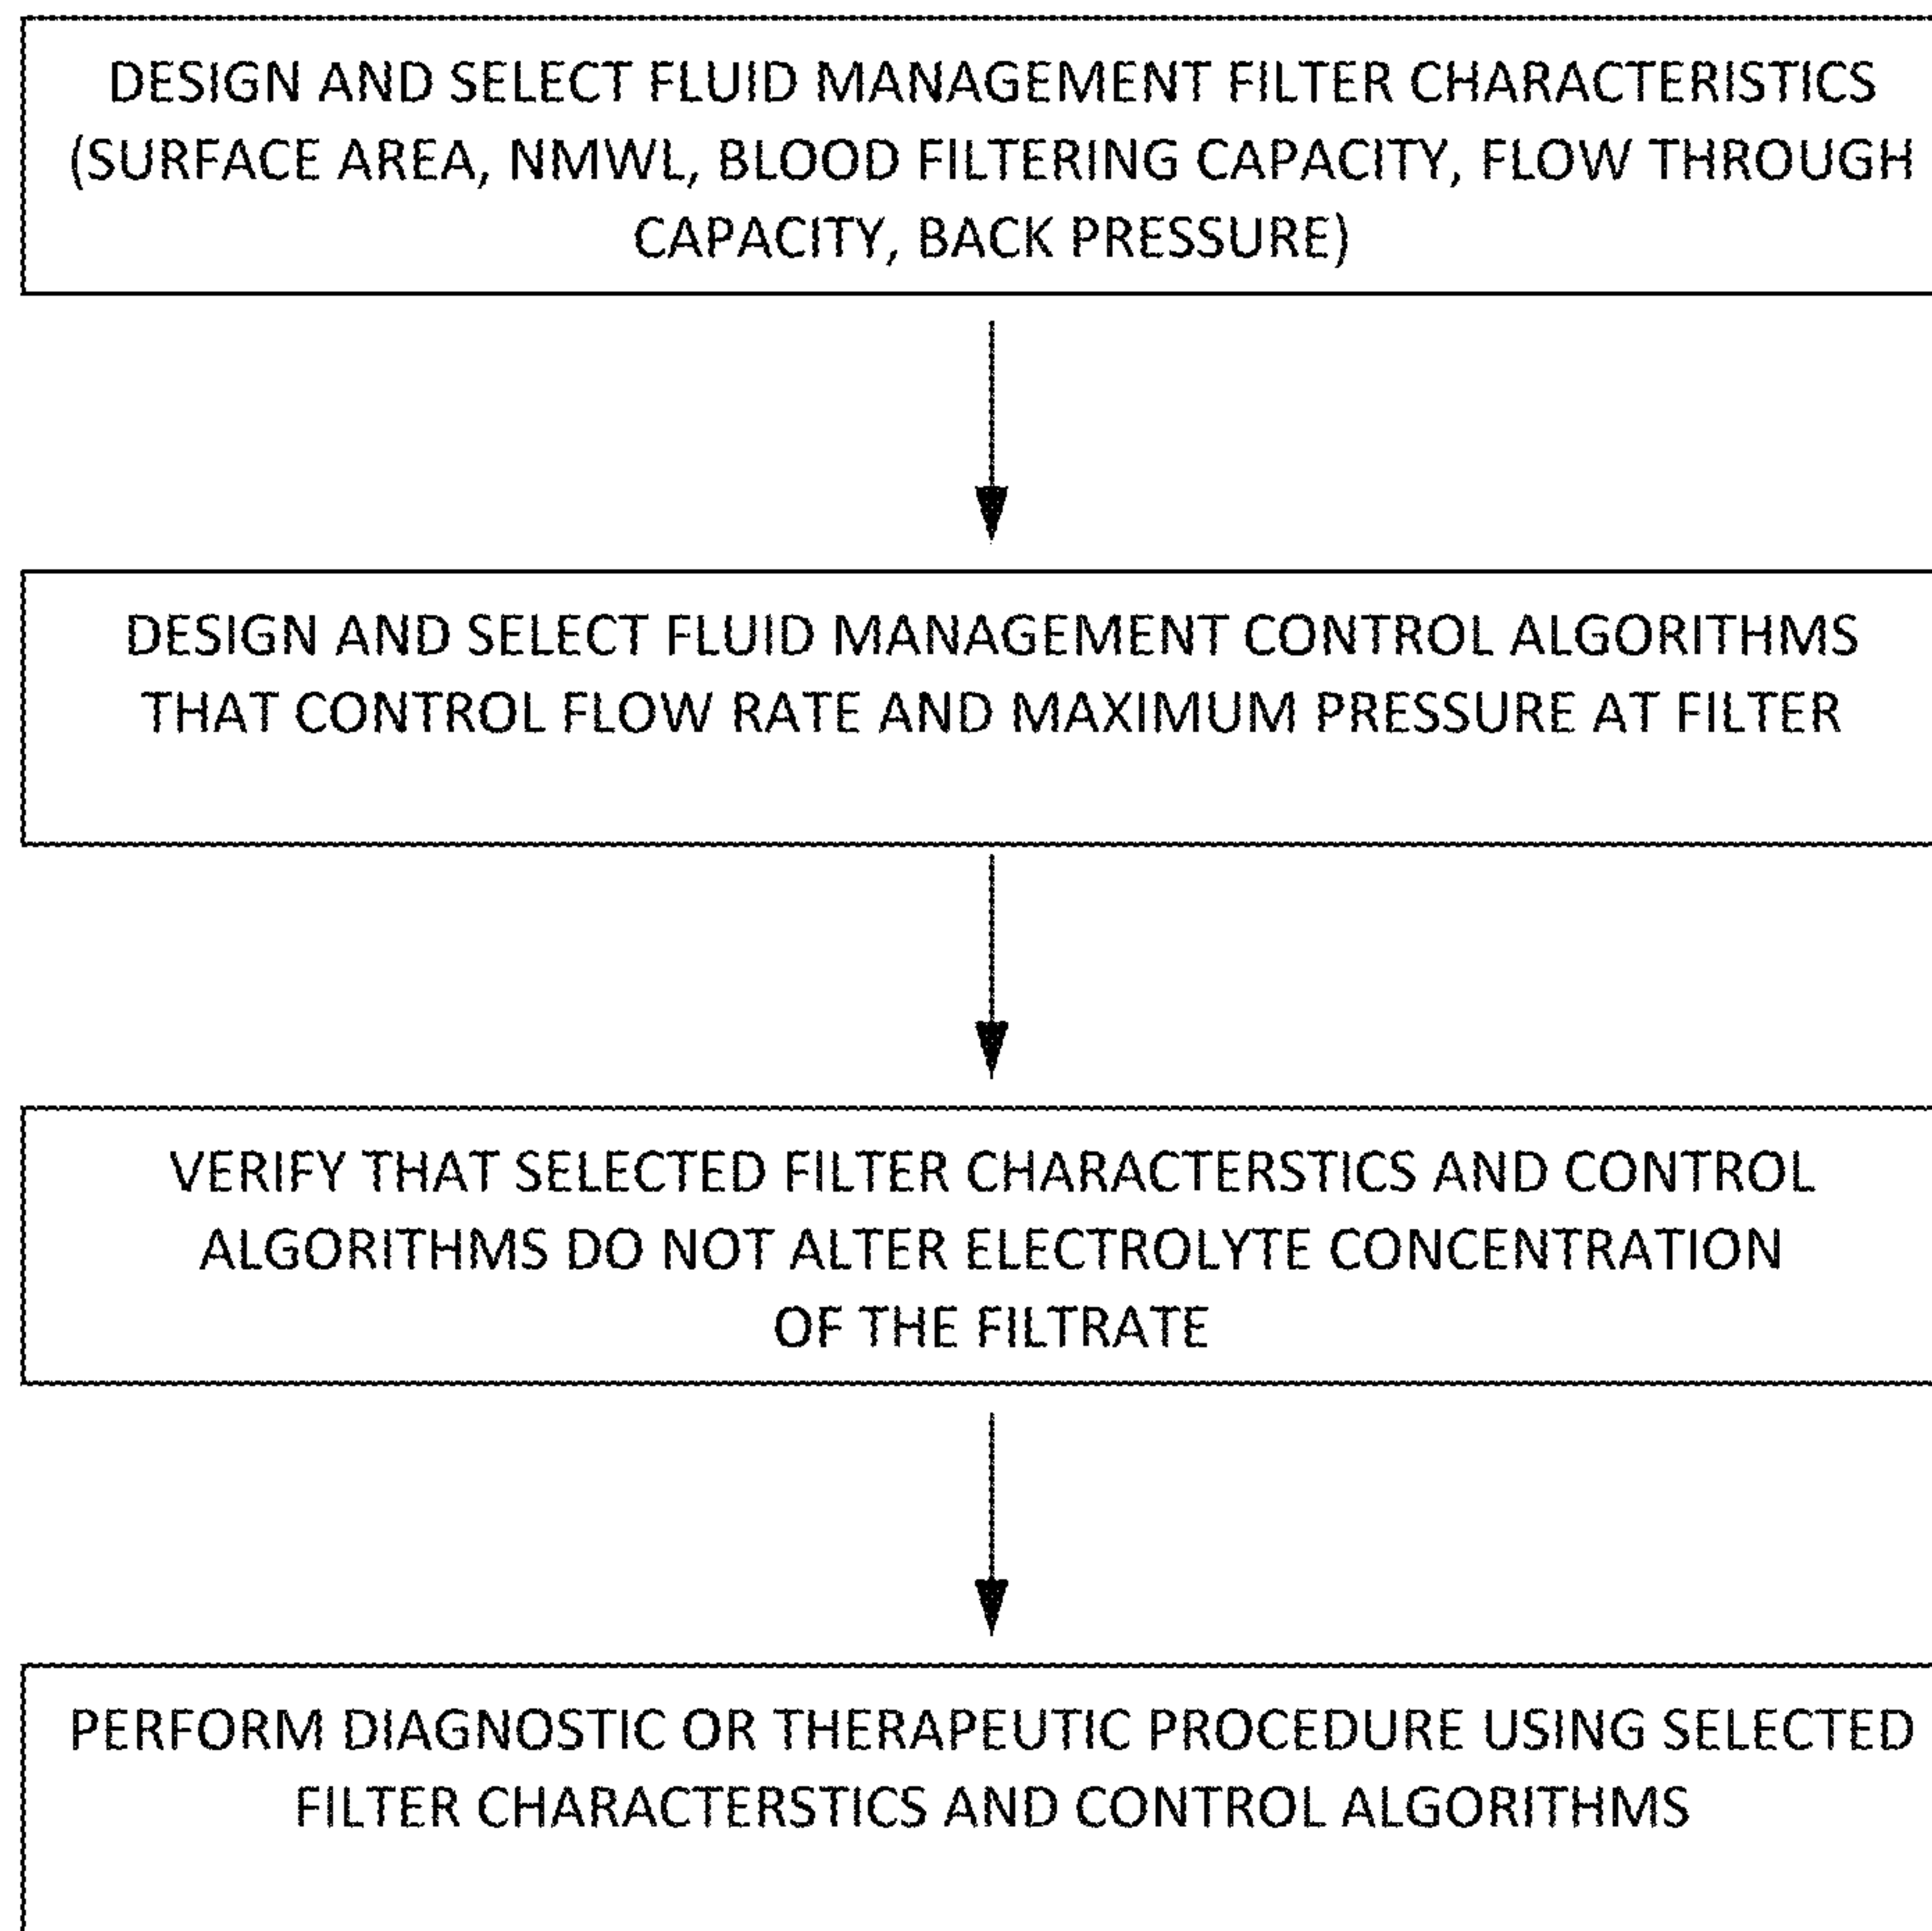 DESIGN AND SELECT FLUID MANAGEMENT FILTER CHARACTERISTICS
(SURFACE AREA, NMWL, BLOOD FILTERING CAPACITY, FLOW THROUGH
CAPACITY, BACK PRESSURE)
DESIGN AND SELECT FLUID MANAGEMENT CONTROL ALGORITHMS
THAT CONTROL FLOW RATE AND MAXIMUM PRESSURE AT FILTER
VERIFY THAT SELECTED FILTER CHARACTERSTICS AND CONTROL
ALGORITHMS DO NOT ALTER ELECTROLYTE CONCENTRATION
OF THE FILTRATE
PERFORM DIAGNOSTIC OR THERAPEUTIC PROCEDURE USING SELECTED
FILTER CHARACTERSTICS AND CONTROL ALGORITHMS